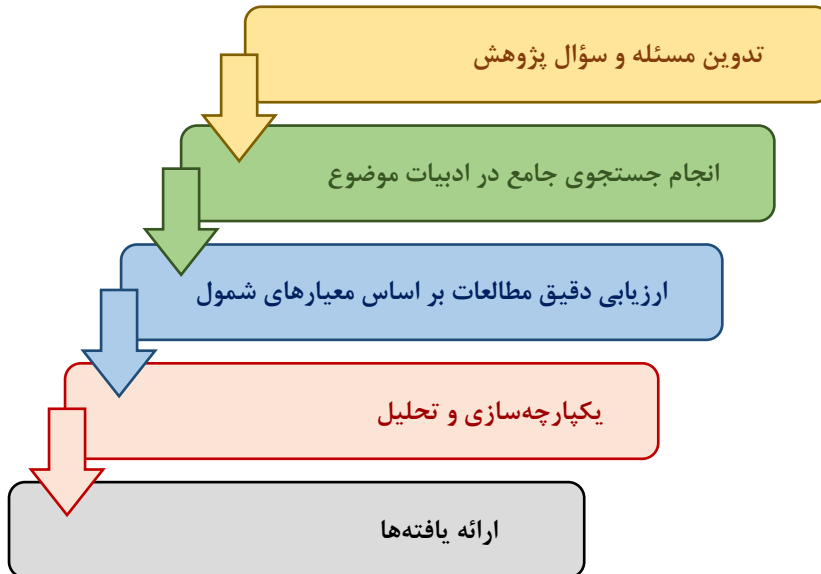 تدوین مسئله و سؤال پژوهش
انجام جستجوی جامع در ادبیات موضوع
ارزیابی دقیق مطالعات بر اساس معیارهای شمول
یکپارچه‌سازی و تحلیل
ارائه یافته‌ها